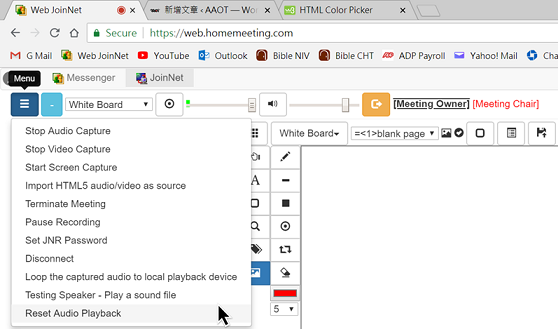 Web JoinNet
新增文章 ‹ AAOT — Wor
HTML Color Picker
Secure | https://web.homemeeting.com
G Mail Web JoinNet YouTube Outlook Bible NIV Bible CHT ADP Payroll Yahoo! Mail
Menu Messenger JoinNet
- White Board [Meeting Owner] [Meeting Chair]
Stop Audio Capture
Stop Video Capture
Start Screen Capture
Import HTML5 audio/video as source
Terminate Meeting
Pause Recording
Set JNR Password
Disconnect
Loop the captured audio to local playback device
Testing Speaker - Play a sound file
Reset Audio Playback
White Board =<1>blank page
A
5